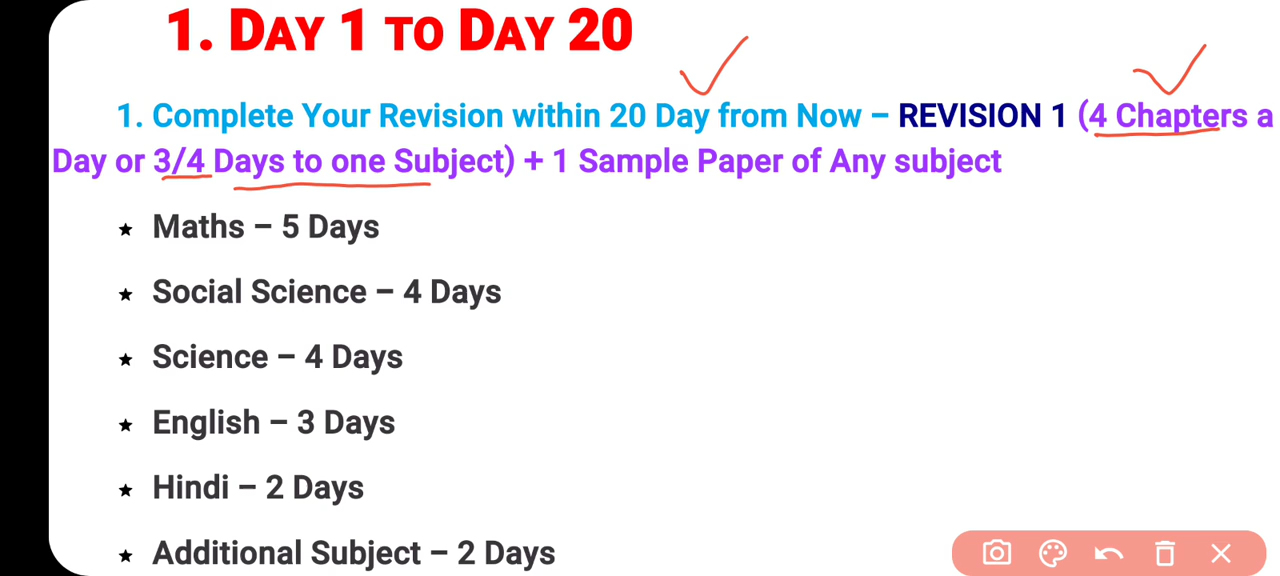 1. DAY 1 TO DAY 20
1. Complete Your Revision within 20 Day from Now – REVISION 1 (4 Chapters a
Day or 3/4 Days to one Subject) + 1 Sample Paper of Any subject
★ Maths – 5 Days
★ Social Science – 4 Days
★ Science – 4 Days
★ English – 3 Days
★ Hindi – 2 Days
★ Additional Subject – 2 Days